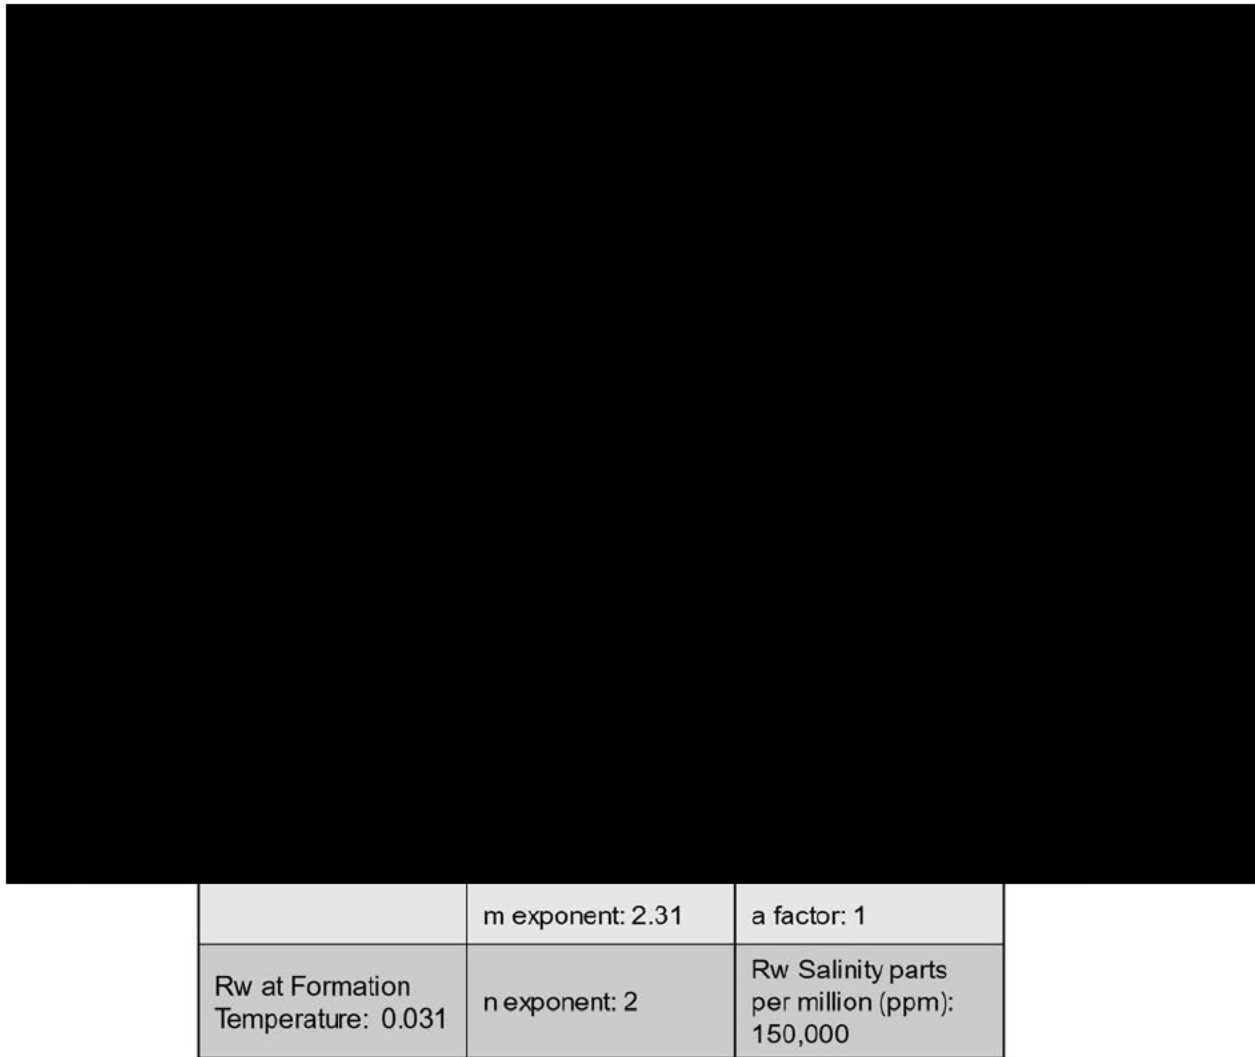 m exponent: 2.31
a factor: 1
Rw at Formation
Temperature: 0.031
n exponent: 2
Rw Salinity parts
per million (ppm):
150,000